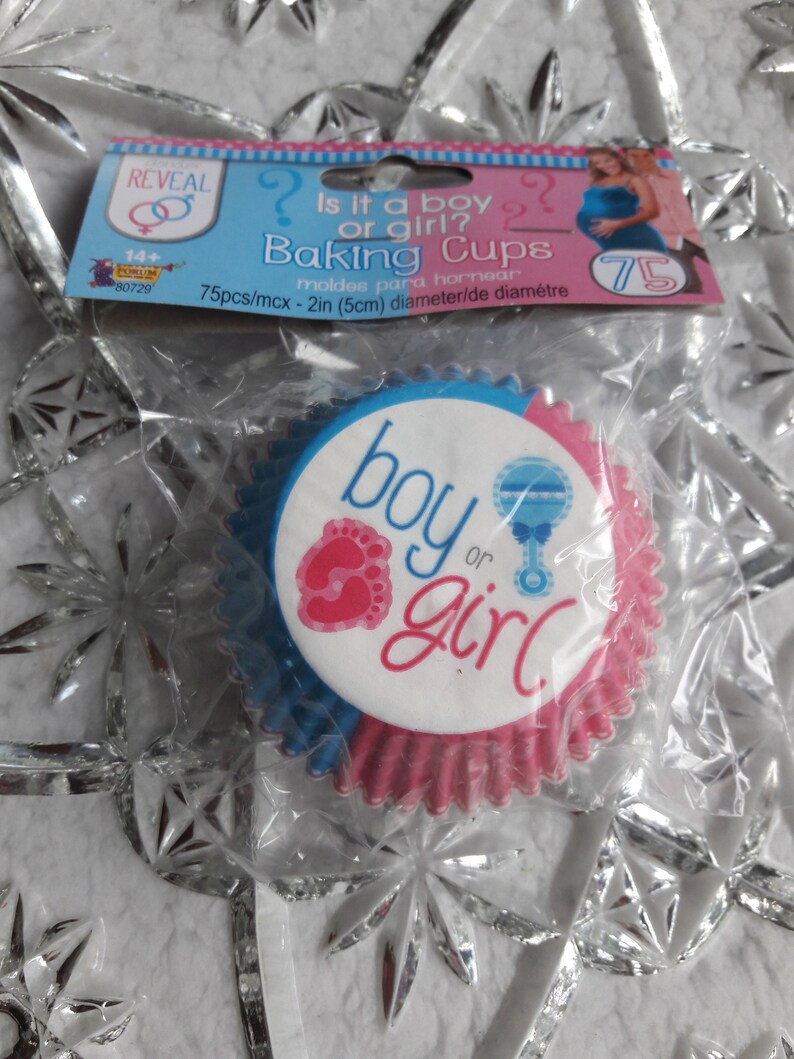 Gender
REVEAL
Is it a boy
or girl?
Baking Cups
moldes para hornear
14+
FORUM
80729
75pcs/mcx - 2in (5cm) diameter/de diamétre
75
boy
or
girl